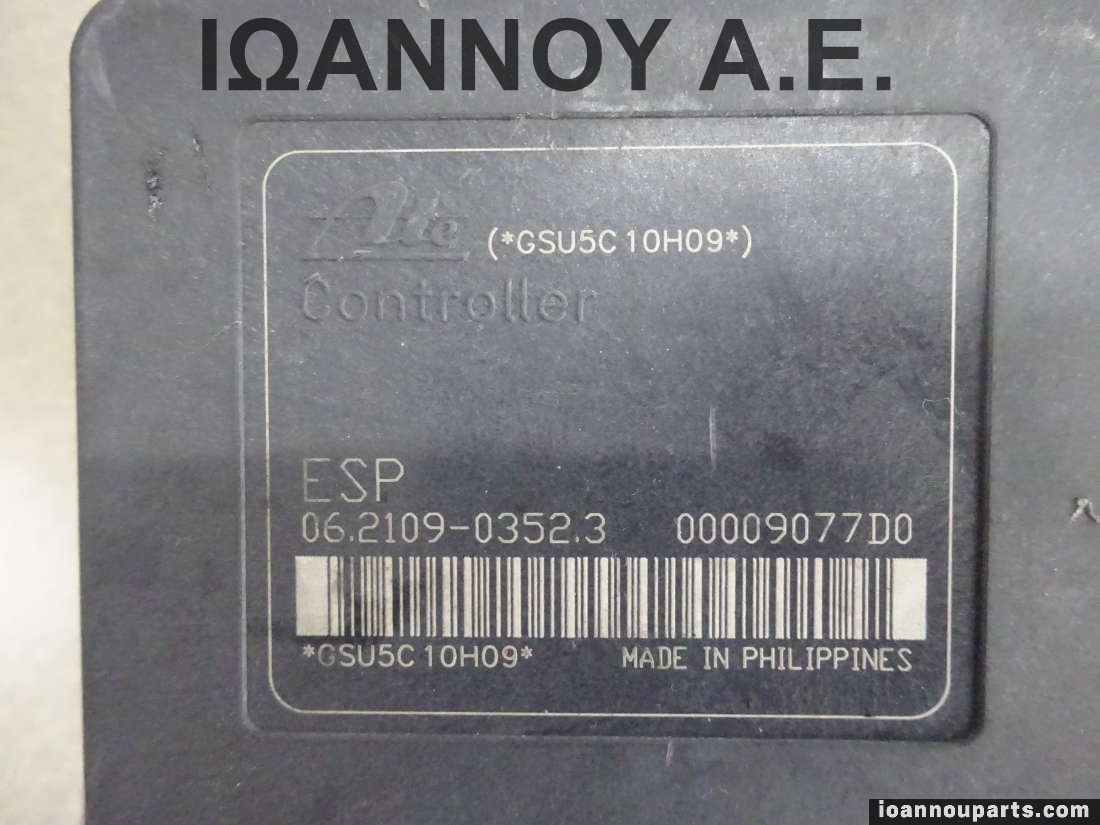 ΙΩΑΝΝΟΥ Α.Ε.
Ate (*GSU5C10H09*)
Controller
ESP
06.2109-0352.3 00009077D0
*GSU5C10H09* MADE IN PHILIPPINES
ioannouparts.com